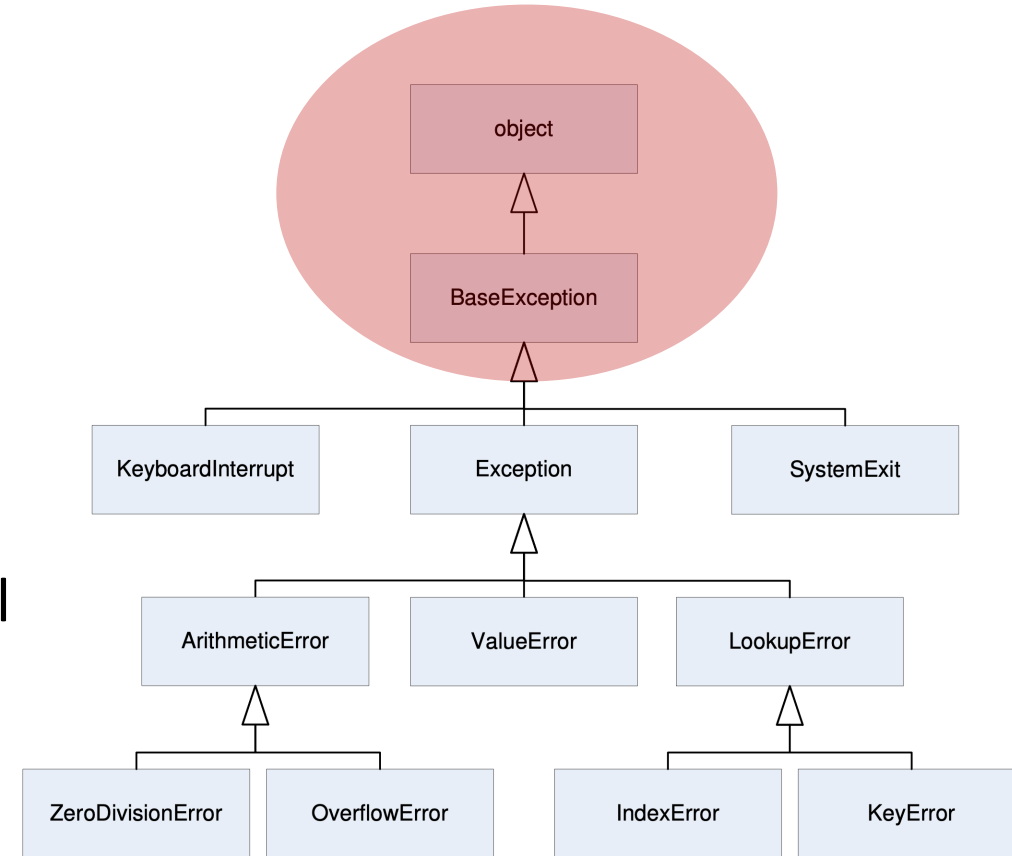 object
BaseException
KeyboardInterrupt
Exception
SystemExit
ArithmeticError
ValueError
LookupError
ZeroDivisionError
OverflowError
IndexError
KeyError